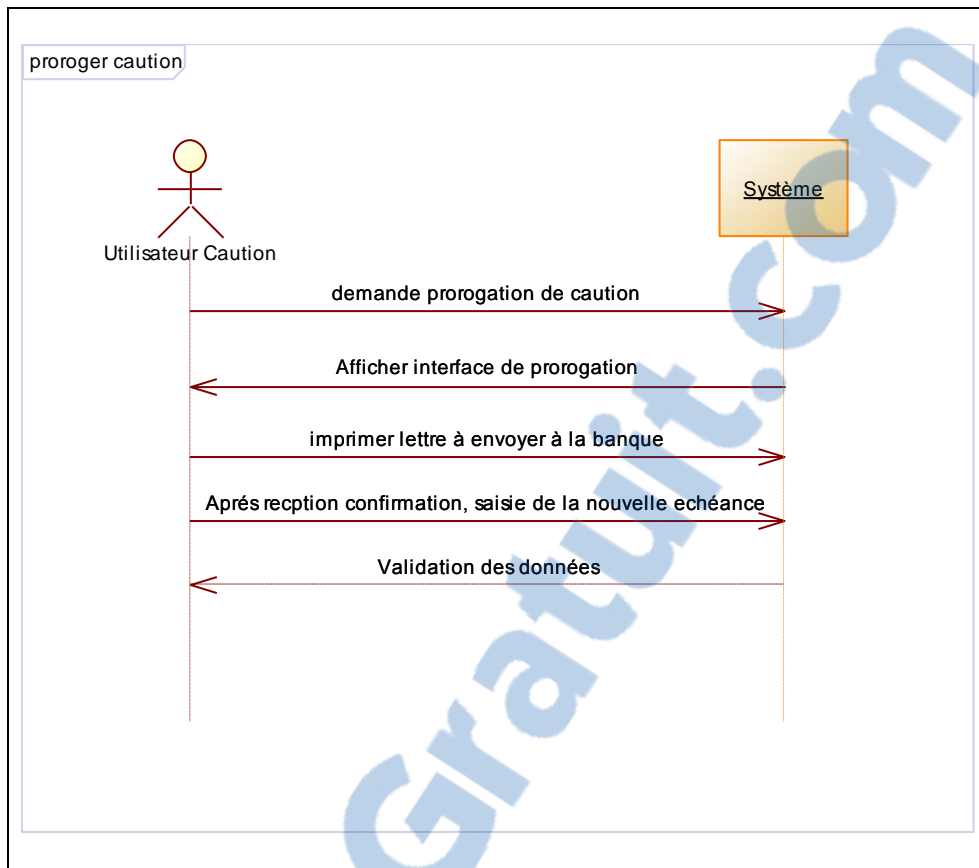 proroger caution
Système
Utilisateur Caution
demande prorogation de caution
Afficher interface de prorogation
imprimer lettre à envoyer à la banque
Aprés recption confirmation, saisie de la nouvelle echéance
Validation des données
Gratuit.com